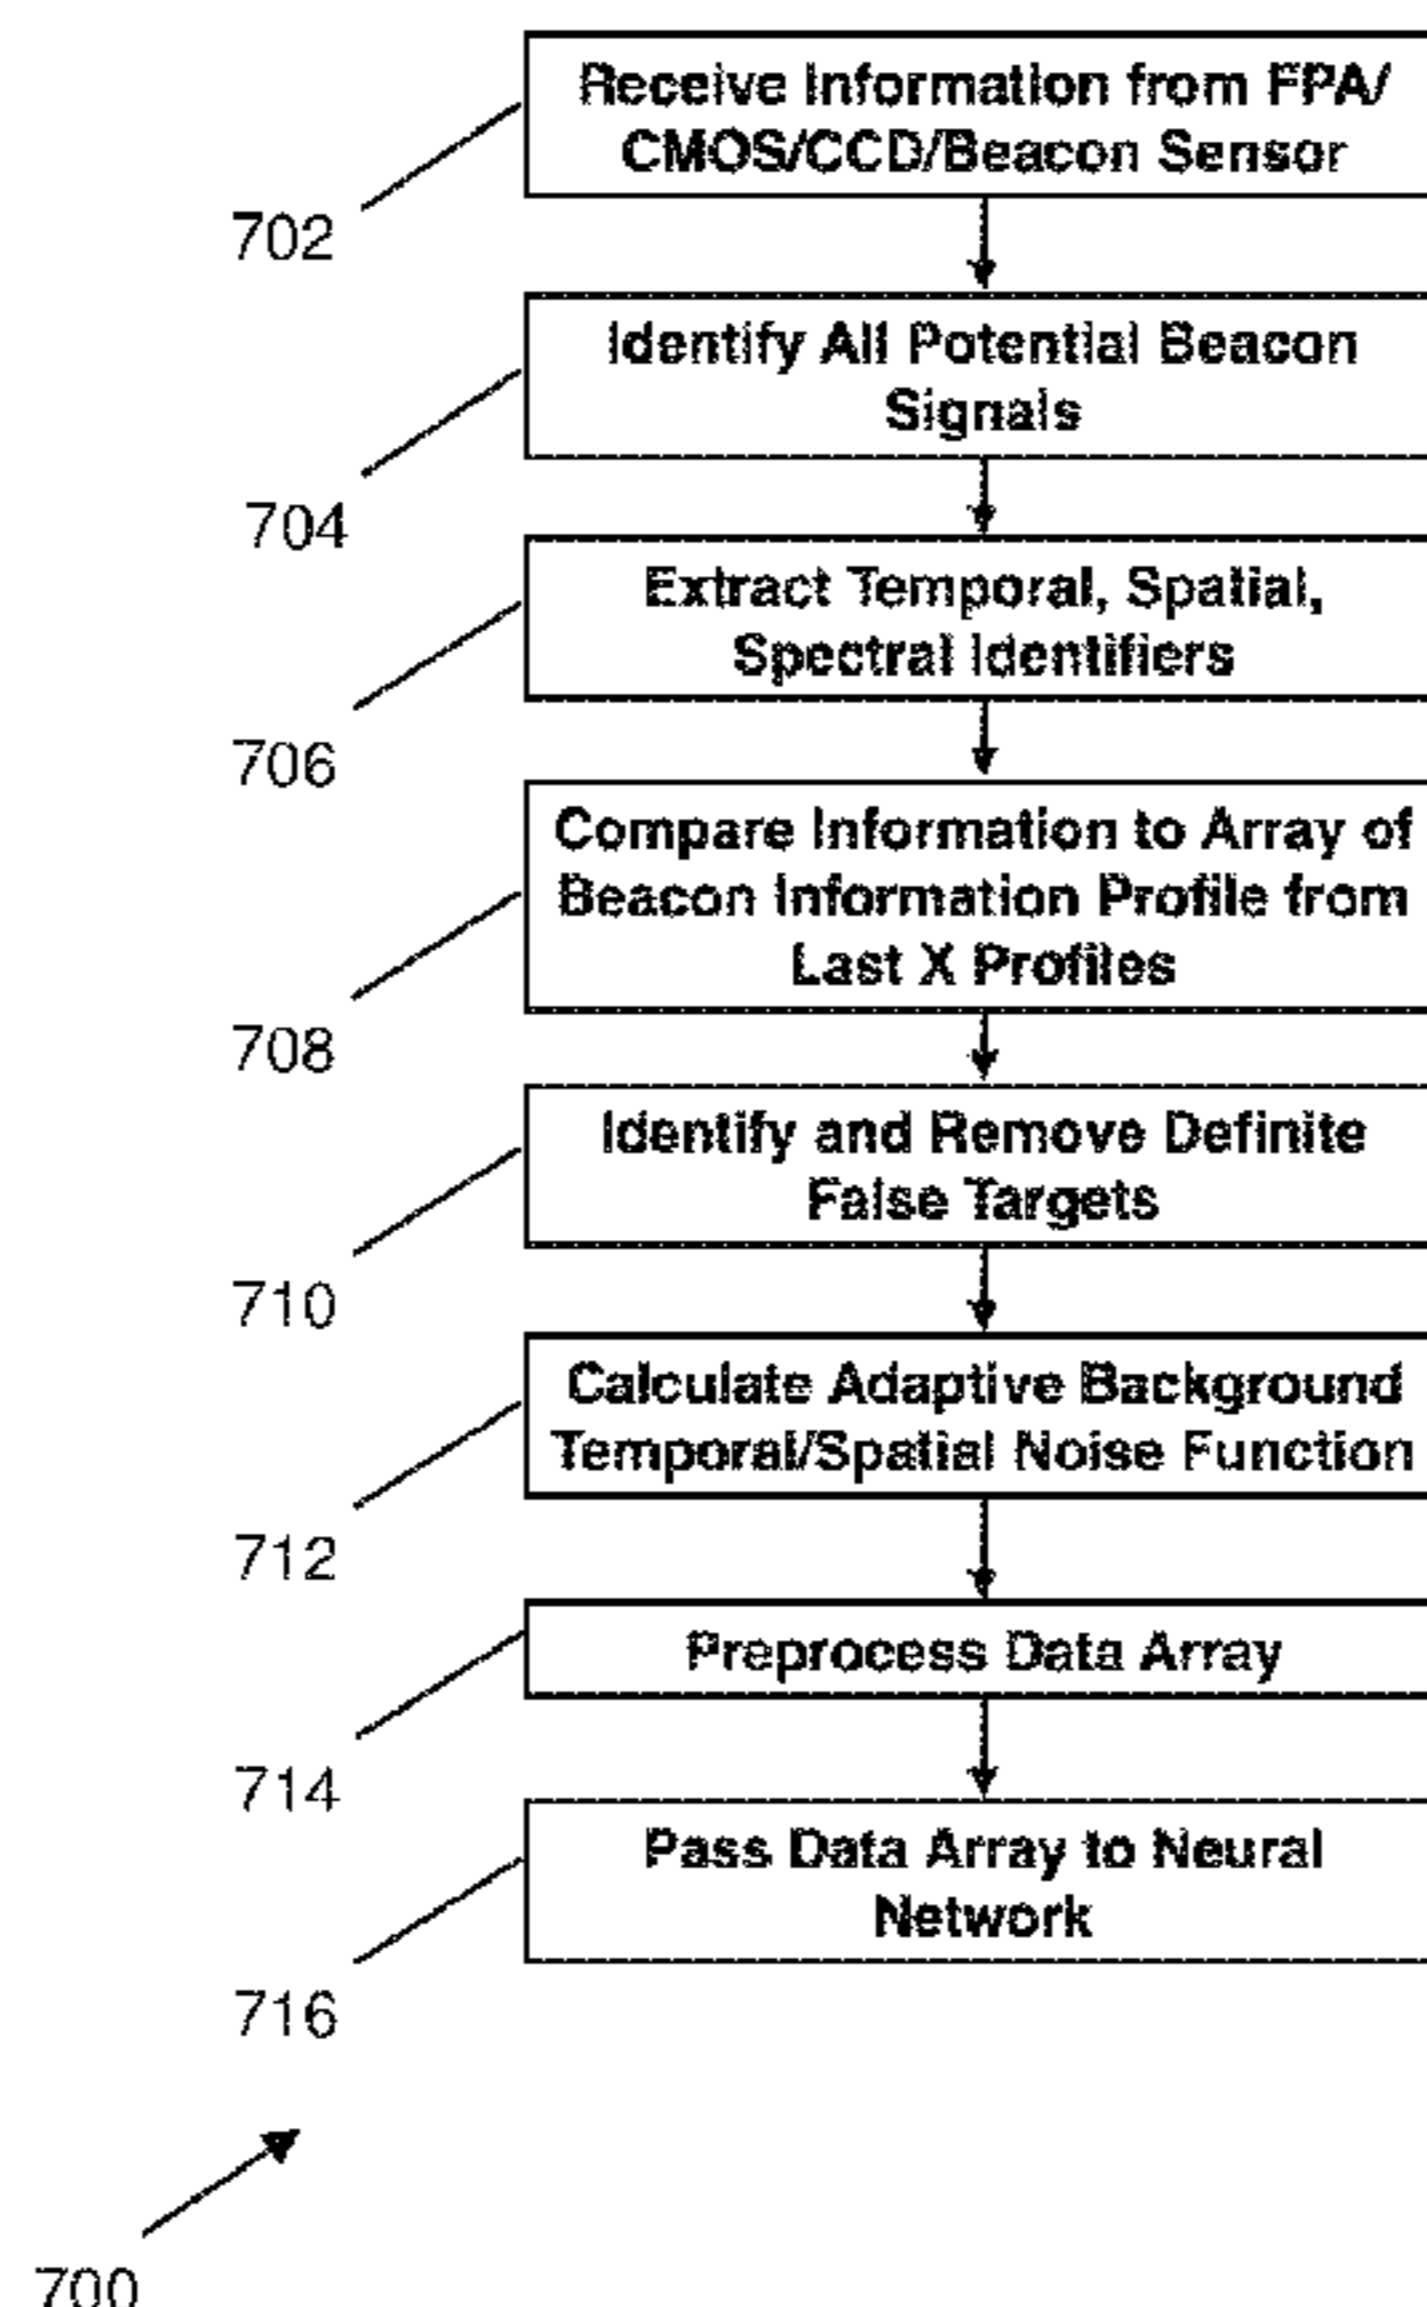 Receive Information from FPA/
CMOS/CCD/Beacon Sensor
702
Identify All Potential Beacon
Signals
704
Extract Temporal, Spatial,
Spectral Identifiers
706
Compare Information to Array of
Beacon Information Profile from
Last X Profiles
708
Identify and Remove Definite
False Targets
710
Calculate Adaptive Background
Temporal/Spatial Noise Function
712
Preprocess Data Array
714
Pass Data Array to Neural
Network
716
700